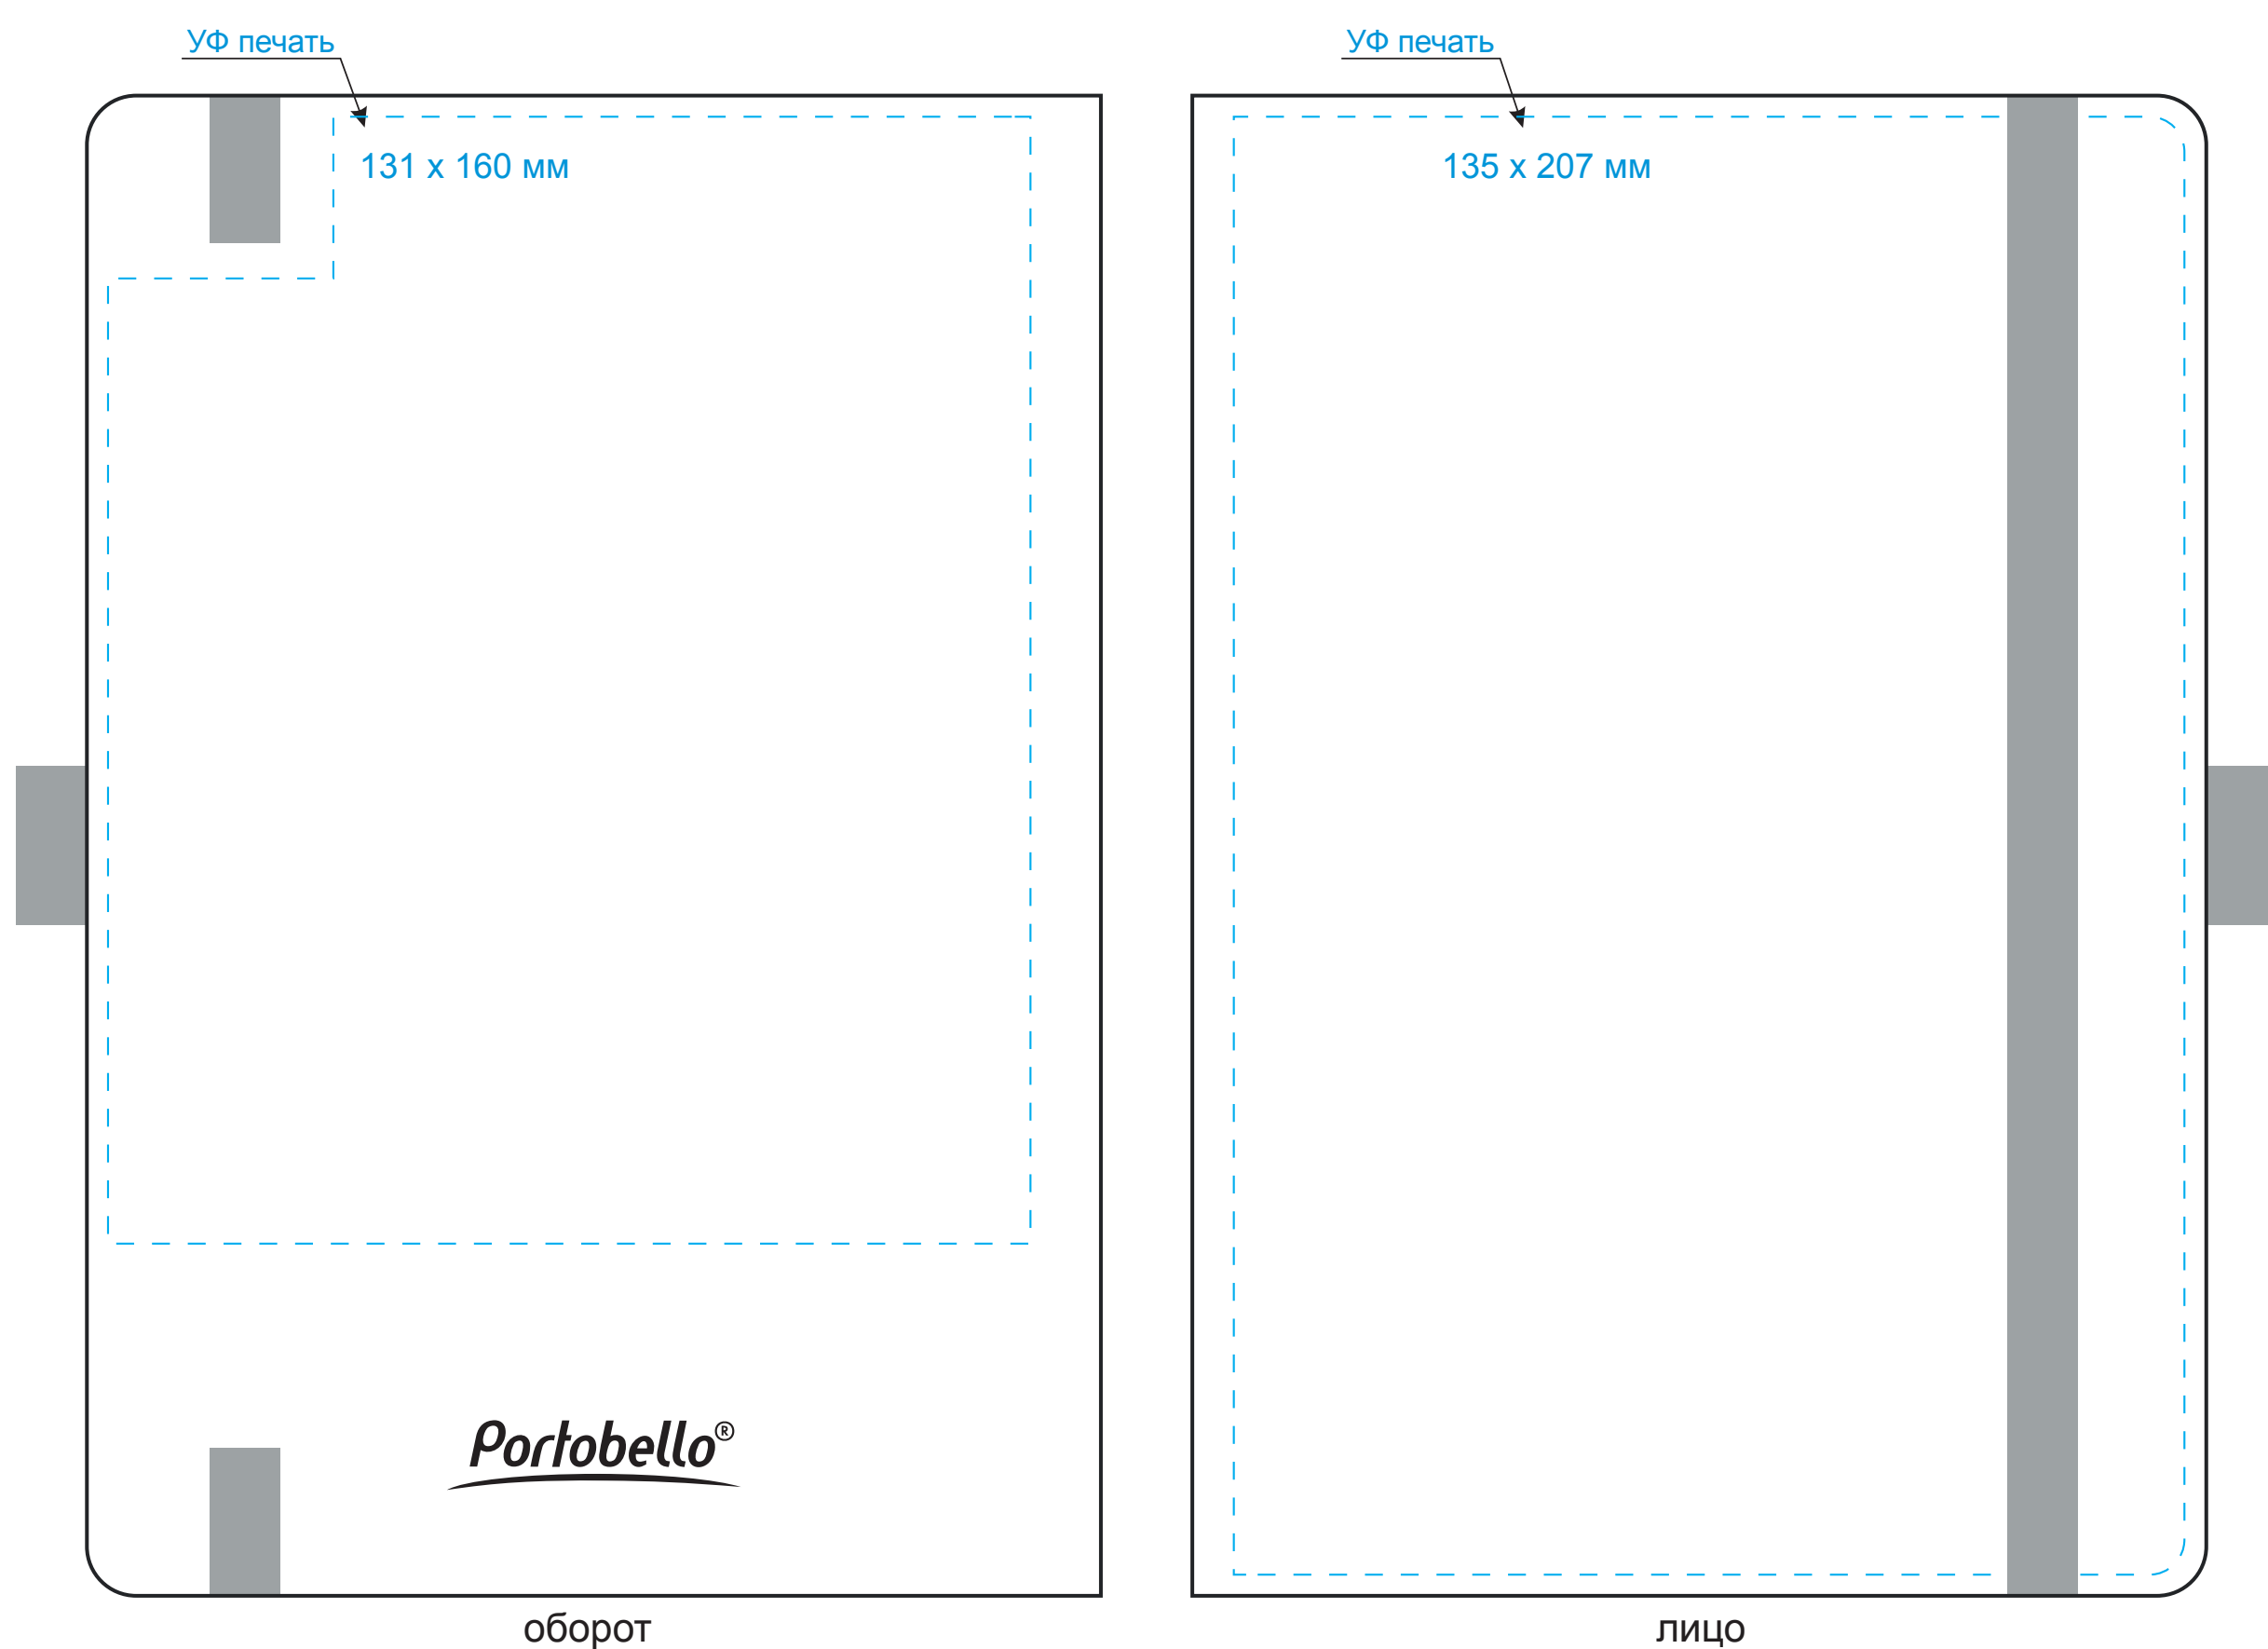 УФ печать
131 х 160 мм
Portobello®
оборот
УФ печать
135 х 207 мм
лицо